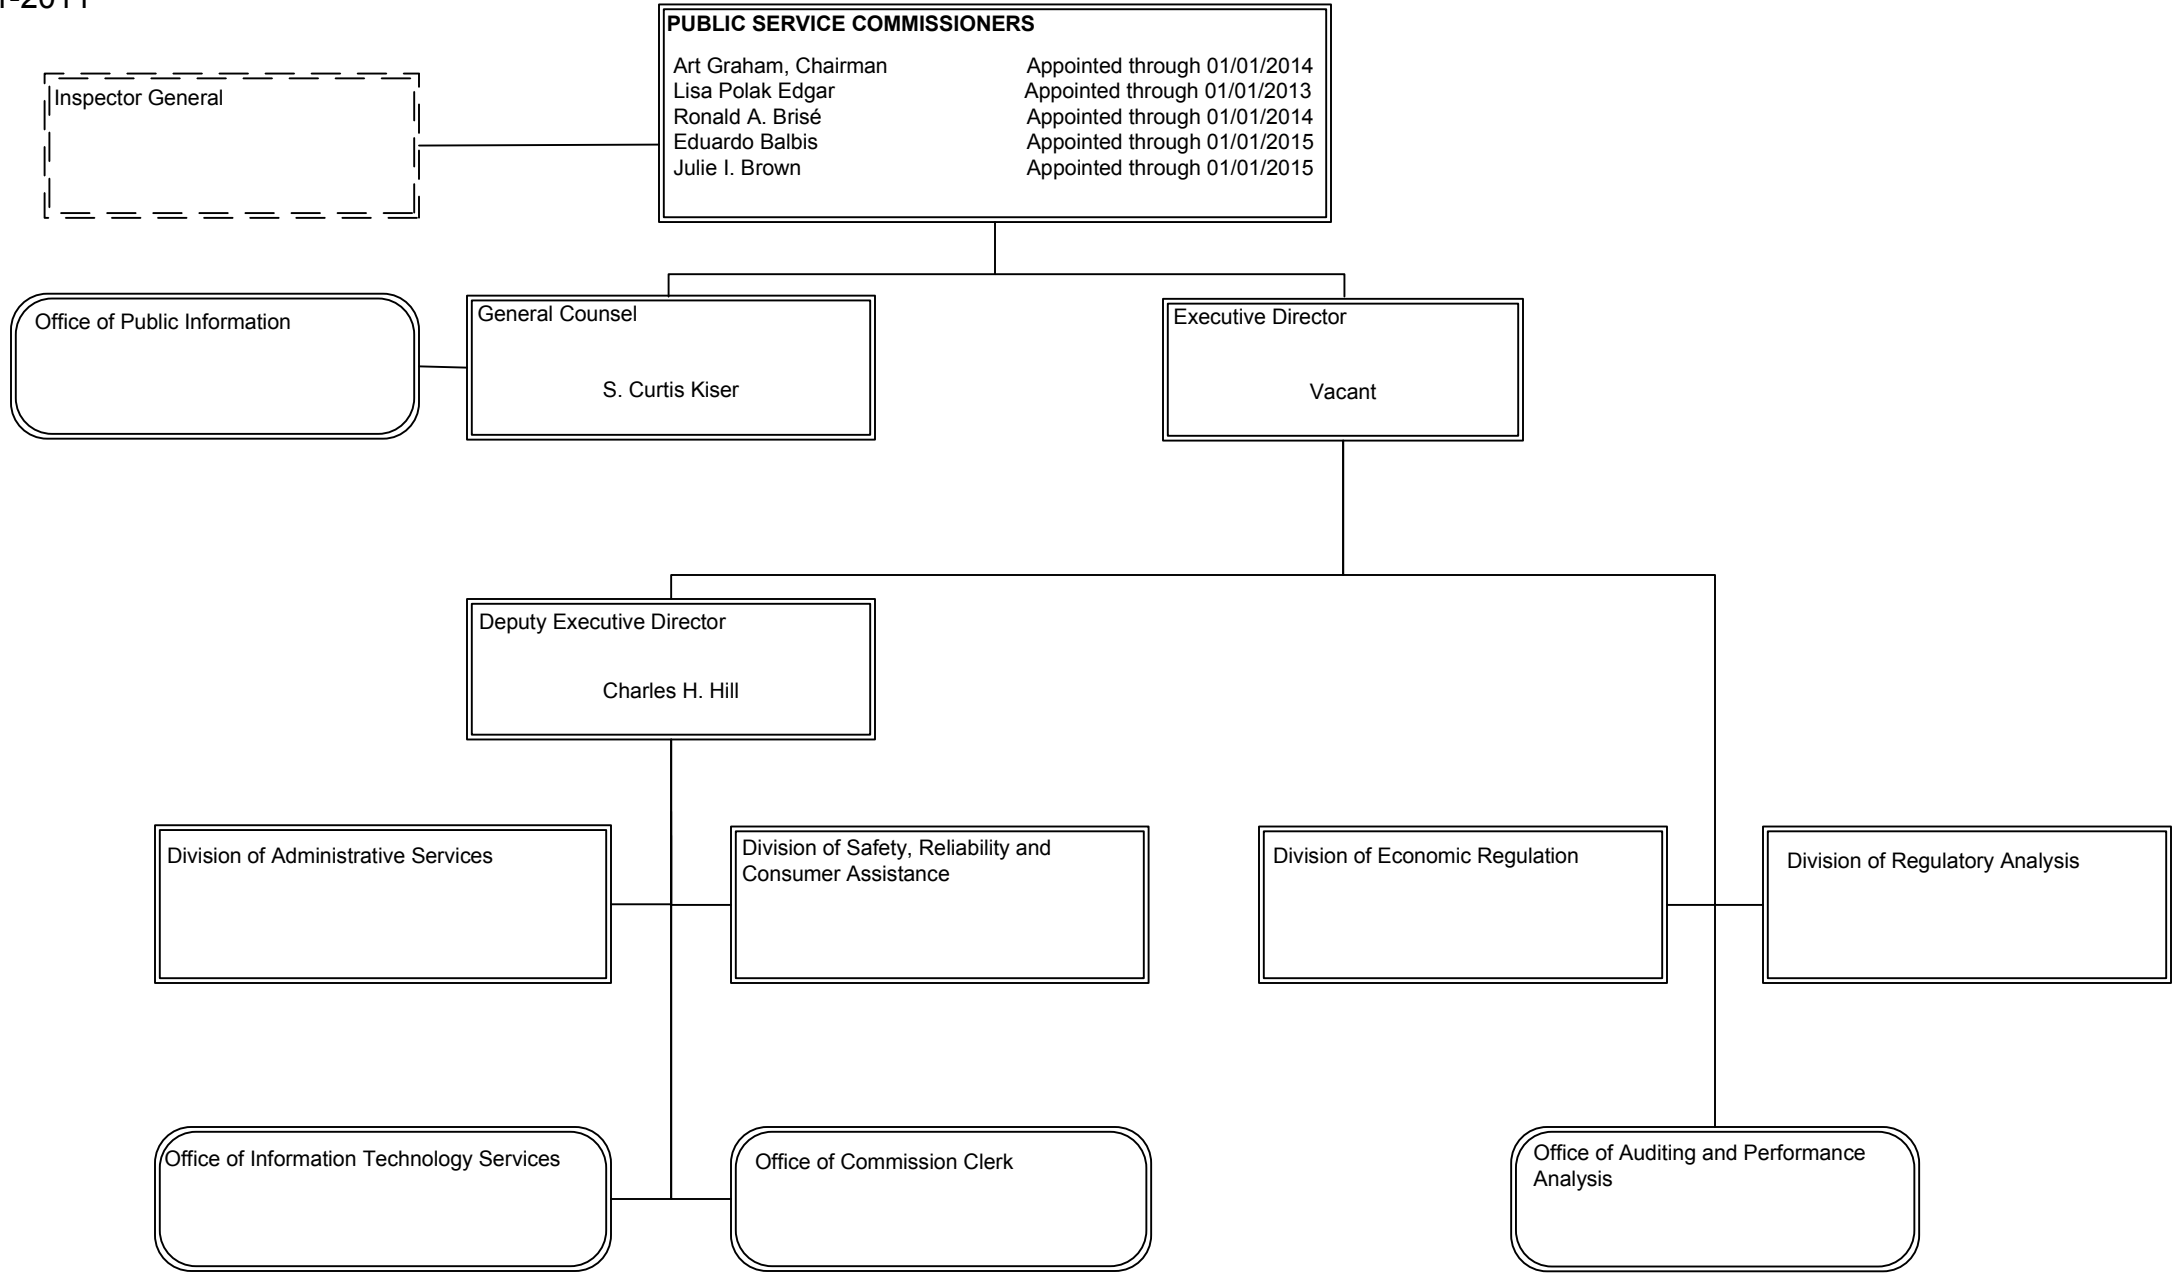 PUBLIC SERVICE COMMISSIONERS
Art Graham, Chairman Appointed through 01/01/2014
Lisa Polak Edgar Appointed through 01/01/2013
Ronald A. Brisé Appointed through 01/01/2014
Eduardo Balbis Appointed through 01/01/2015
Julie I. Brown Appointed through 01/01/2015
Inspector General
Office of Public Information
General Counsel
S. Curtis Kiser
Executive Director
Vacant
Deputy Executive Director
Charles H. Hill
Division of Administrative Services
Division of Safety, Reliability and
Consumer Assistance
Division of Economic Regulation
Division of Regulatory Analysis
Office of Information Technology Services
Office of Commission Clerk
Office of Auditing and Performance
Analysis